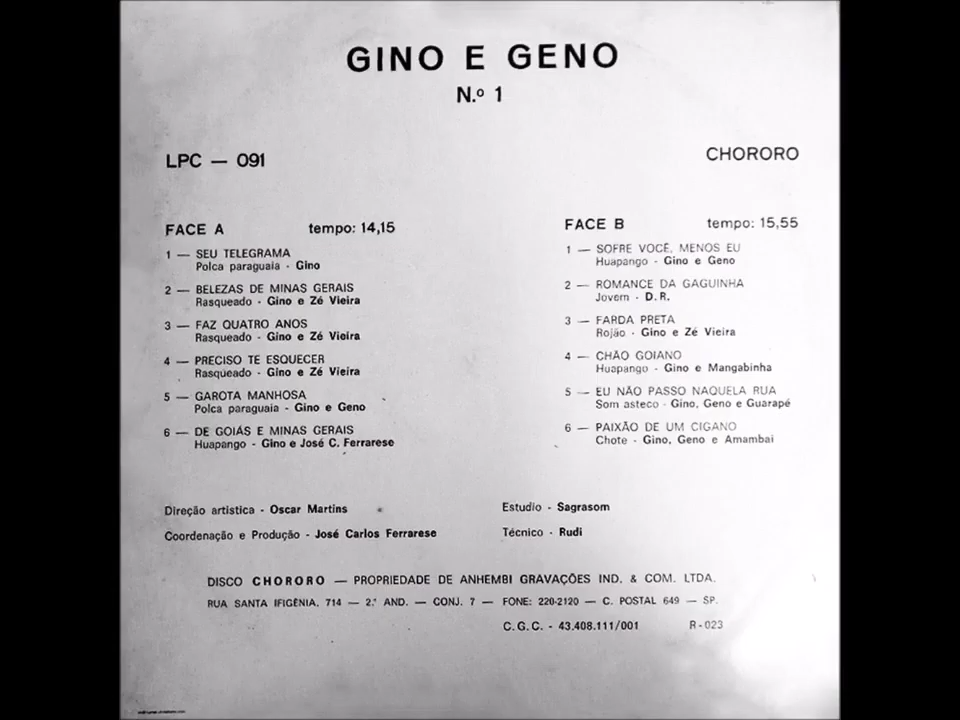 GINO E GENO
N.º 1
LPC — 091
CHORORO
FACE A tempo: 14,15
1 — SEU TELEGRAMA
Polca paraguaia - Gino
2 — BELEZAS DE MINAS GERAIS
Rasqueado - Gino e Zé Vieira
3 — FAZ QUATRO ANOS
Rasqueado - Gino e Zé Vieira
4 — PRECISO TE ESQUECER
Rasqueado - Gino e Zé Vieira
5 — GAROTA MANHOSA
Polca paraguaia - Gino e Geno
6 — DE GOIÁS E MINAS GERAIS
Huapango - Gino e José C. Ferrarese
FACE B tempo: 15,55
1 — SOFRE VOCÊ, MENOS EU
Huapango - Gino e Geno
2 — ROMANCE DA GAGUINHA
Jovem - D. R.
3 — FARDA PRETA
Rojão - Gino e Zé Vieira
4 — CHÃO GOIANO
Huapango - Gino e Mangabinha
5 — EU NÃO PASSO NAQUELA RUA
Som asteco - Gino, Geno e Guarapé
6 — PAIXÃO DE UM CIGANO
Chote - Gino, Geno e Amambai
Direção artistica - Oscar Martins
Coordenação e Produção - José Carlos Ferrarese
Estudio - Sagrasom
Técnico - Rudi
DISCO CHORORO — PROPRIEDADE DE ANHEMBI GRAVAÇÕES IND. & COM. LTDA.
RUA SANTA IFIGÊNIA, 714 — 2.º AND. — CONJ. 7 — FONE: 220-2120 — C. POSTAL 649 — SP.
C.G.C. - 43.408.111/001 R-023